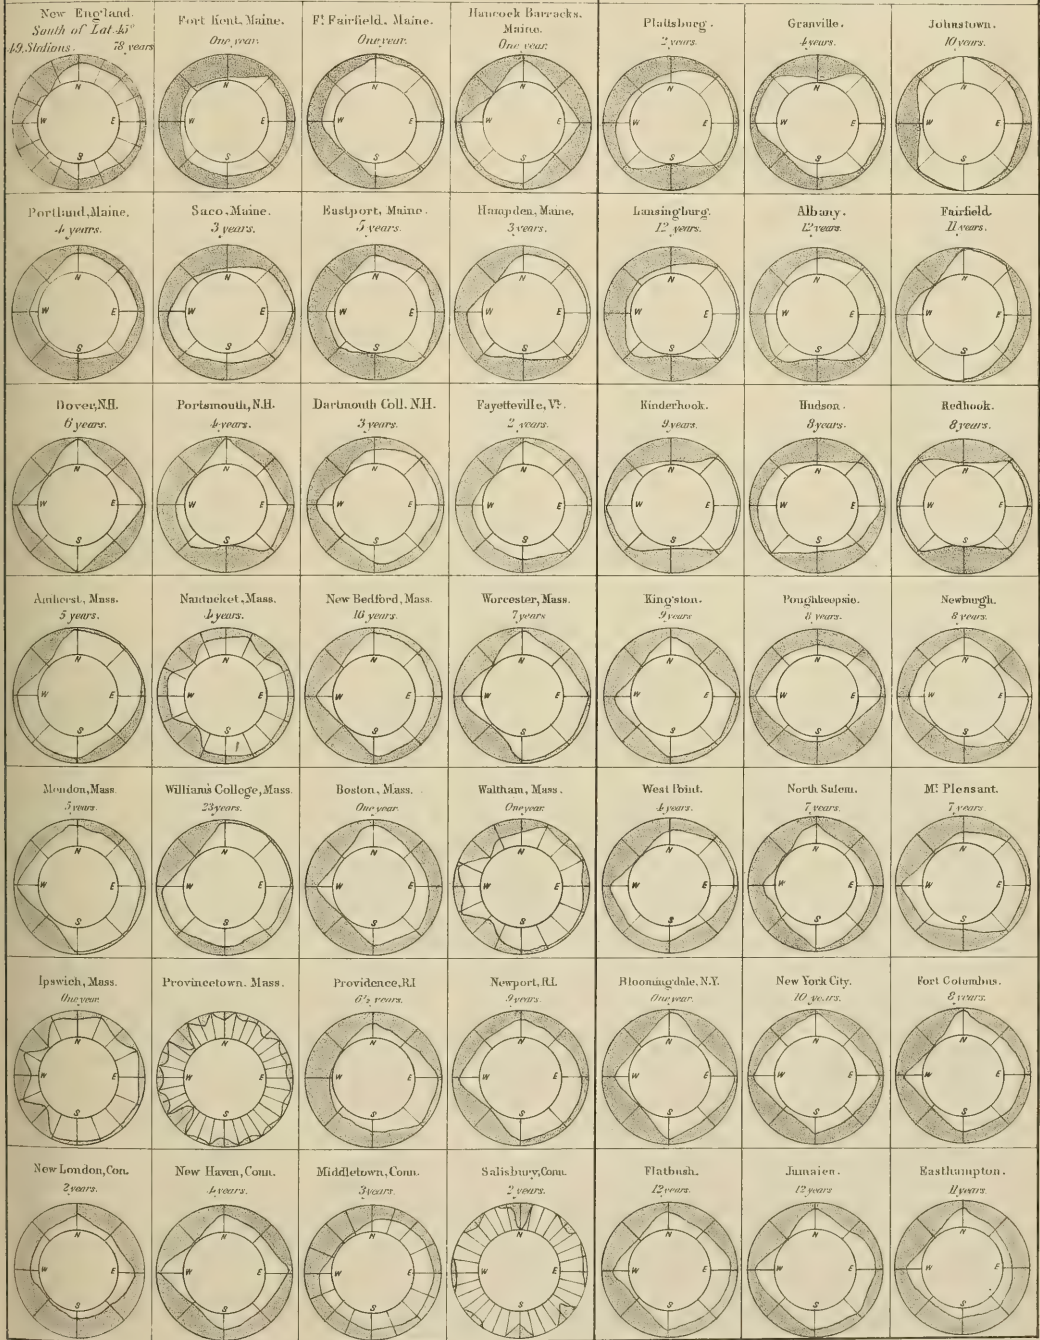 New England.
South of Lat. 45°
49. Stations. 78 years
N
W E
S
Fort Kent, Maine.
One year.
N
W E
S
Ft. Fairfield, Maine.
One year.
N
W E
S
Hancock Barracks.
Maine.
One year.
N
W E
S
Plattsburg.
2 years.
N
W E
S
Granville.
4 years.
N
W E
S
Johnstown.
10 years.
N
W E
S
Portland, Maine.
4 years.
N
W E
S
Saco, Maine.
3 years.
N
W E
S
Eastport, Maine.
5 years.
N
W E
S
Hampden, Maine.
3 years.
N
W E
S
Lansingburg.
12 years.
N
W E
S
Albany.
12 years.
N
W E
S
Fairfield.
11 years.
N
W E
S
Dover, N.H.
6 years.
N
W E
S
Portsmouth, N.H.
4 years.
N
W E
S
Dartmouth Coll. N.H.
3 years.
N
W E
S
Fayetteville, Vt.
2 years.
N
W E
S
Kinderhook.
9 years.
N
W E
S
Hudson.
8 years.
N
W E
S
Redhook.
8 years.
N
W E
S
Amherst, Mass.
5 years.
N
W E
S
Nantucket, Mass.
4 years.
N
W E
S
New Bedford, Mass.
16 years.
N
W E
S
Worcester, Mass.
7 years
N
W E
S
Kingston.
9 years
N
W E
S
Poughkeepsie.
8 years.
N
W E
S
Newburgh.
8 years.
N
W E
S
Mendon, Mass.
5 years.
N
W E
S
Williams College, Mass.
23 years.
N
W E
S
Boston, Mass.
One year.
N
W E
S
Waltham, Mass.
One year.
N
W E
S
West Point.
4 years.
N
W E
S
North Salem.
7 years.
N
W E
S
Mt. Pleasant.
7 years.
N
W E
S
Ipswich, Mass.
One year.
N
W E
S
Provincetown. Mass.
N
W E
S
Providence, R.I
6½ years.
N
W E
S
Newport, R.I.
9 years.
N
W E
S
Bloomingdale, N.Y.
One year.
N
W E
S
New York City.
10 years.
N
W E
S
Fort Columbus.
8 years.
N
W E
S
New London, Con.
2 years.
N
W E
S
New Haven, Conn.
4 years.
N
W E
S
Middletown, Conn.
3 years.
N
W E
S
Salisbury, Conn.
2 years.
N
W E
S
Flatbush.
12 years.
N
W E
S
Jamaica.
12 years
N
W E
S
Easthampton.
11 years.
N
W E
S